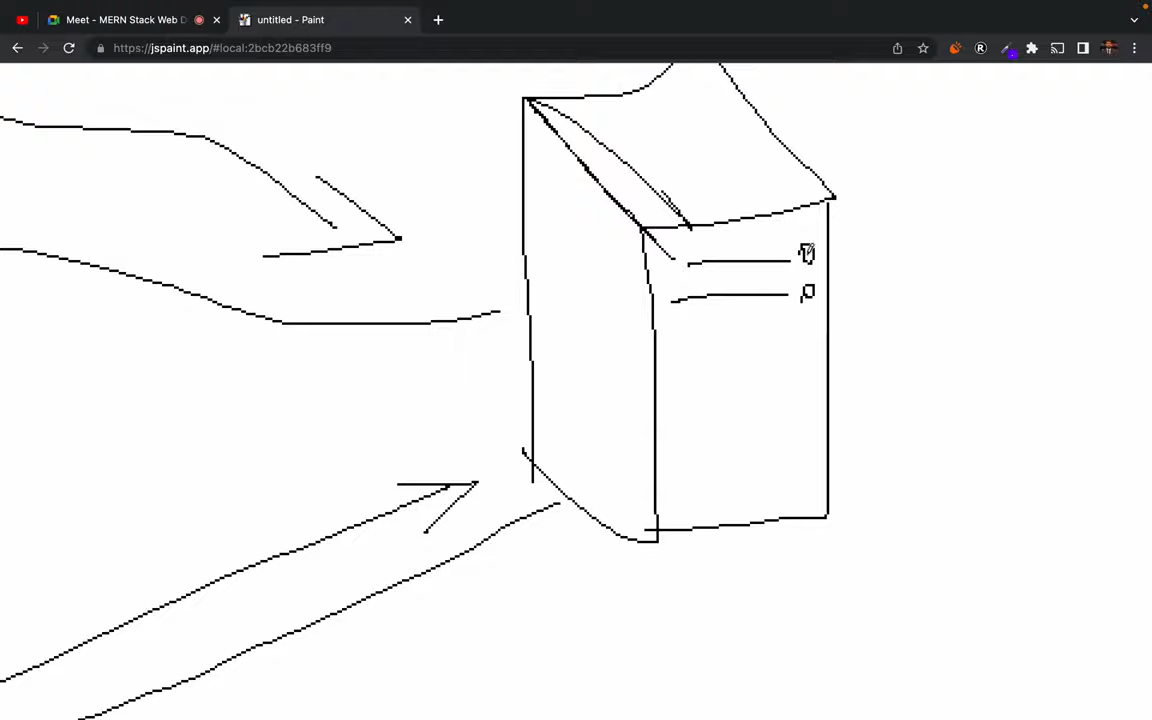 Meet - MERN Stack Web D
untitled - Paint
https://jspaint.app/#local:2bcb22b683ff9